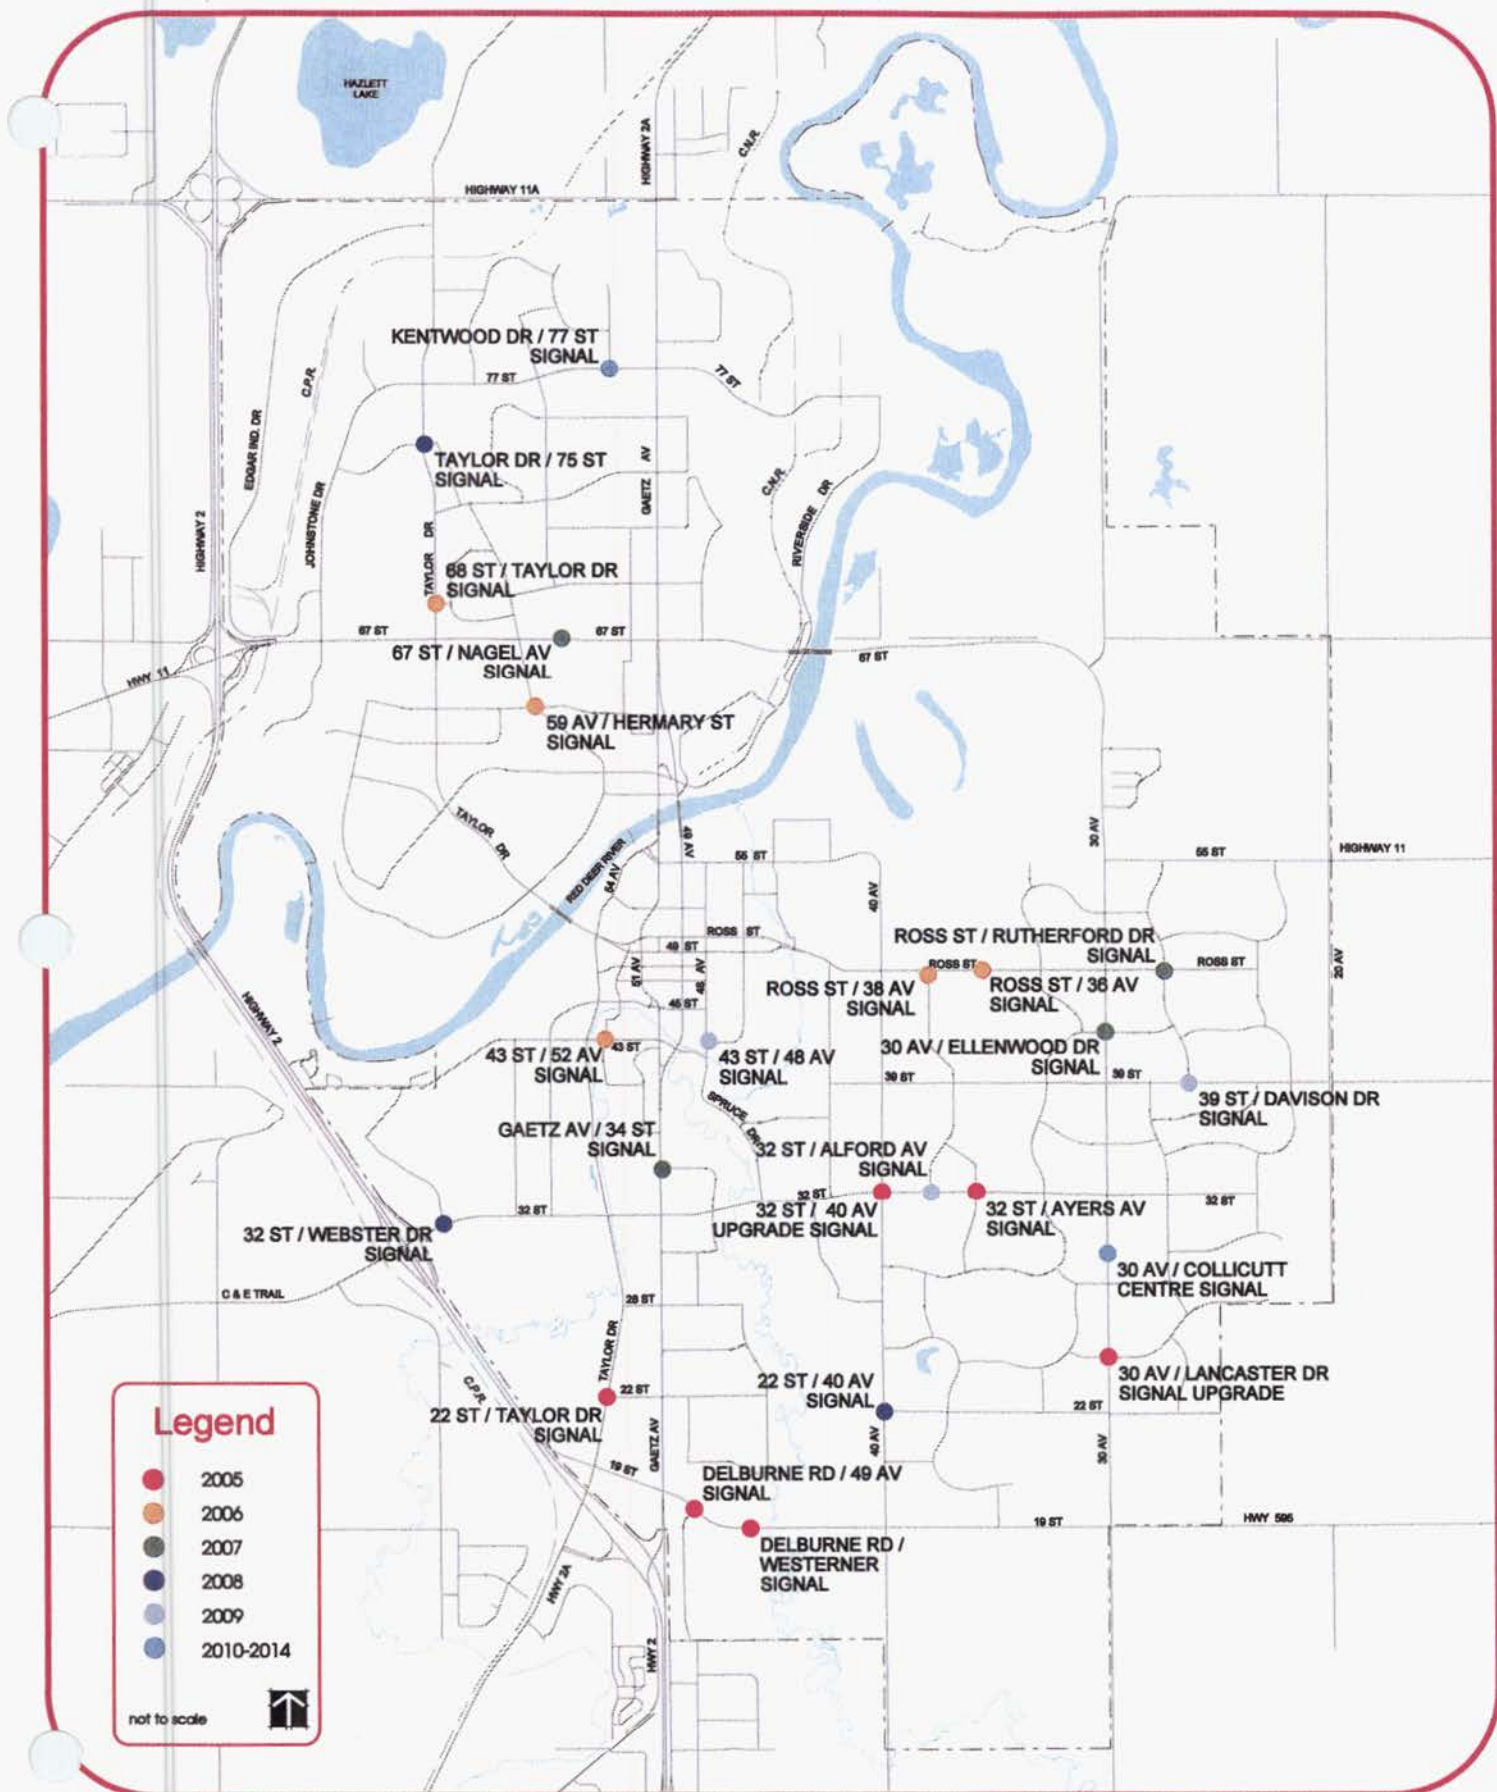 HAZLETT
LAKE
HIGHWAY 2A
C.N.R.
HIGHWAY 11A
KENTWOOD DR / 77 ST
SIGNAL
77 ST
77 ST
C.P.R.
EDGAR IND. DR
TAYLOR DR / 75 ST
SIGNAL
GAETZ AV
C.N.R.
RIVERSIDE DR
JOHNSTONE DR
HIGHWAY 2
TAYLOR DR
68 ST / TAYLOR DR
SIGNAL
67 ST
67 ST
67 ST / NAGEL AV
SIGNAL
67 ST
HWY 11
59 AV / HERMARY ST
SIGNAL
TAYLOR DR
49 AV
30 AV
RED DEER RIVER
54 AV
55 ST
55 ST
HIGHWAY 11
40 AV
ROSS ST
49 ST
ROSS ST / RUTHERFORD DR
SIGNAL
ROSS ST
ROSS ST
20 AV
51 AV
48 AV
ROSS ST / 38 AV
SIGNAL
ROSS ST / 36 AV
SIGNAL
45 ST
HIGHWAY 2
43 ST / 52 AV
SIGNAL
43 ST
43 ST / 48 AV
SIGNAL
30 AV / ELLENWOOD DR
SIGNAL
39 ST
39 ST
39 ST / DAVISON DR
SIGNAL
SPRUCE DR
GAETZ AV / 34 ST
SIGNAL
32 ST / ALFORD AV
SIGNAL
32 ST
32 ST
32 ST
32 ST / 40 AV
UPGRADE SIGNAL
32 ST / AYERS AV
SIGNAL
32 ST / WEBSTER DR
SIGNAL
30 AV / COLLICUTT
CENTRE SIGNAL
C & E TRAIL
28 ST
TAYLOR DR
C.P.R.
22 ST
22 ST / TAYLOR DR
SIGNAL
22 ST / 40 AV
SIGNAL
30 AV / LANCASTER DR
SIGNAL UPGRADE
22 ST
GAETZ AV
40 AV
30 AV
19 ST
DELBURNE RD / 49 AV
SIGNAL
19 ST
HWY 595
DELBURNE RD /
WESTERNER
SIGNAL
HWY 2A
HWY 2
Legend
2005
2006
2007
2008
2009
2010-2014
not to scale